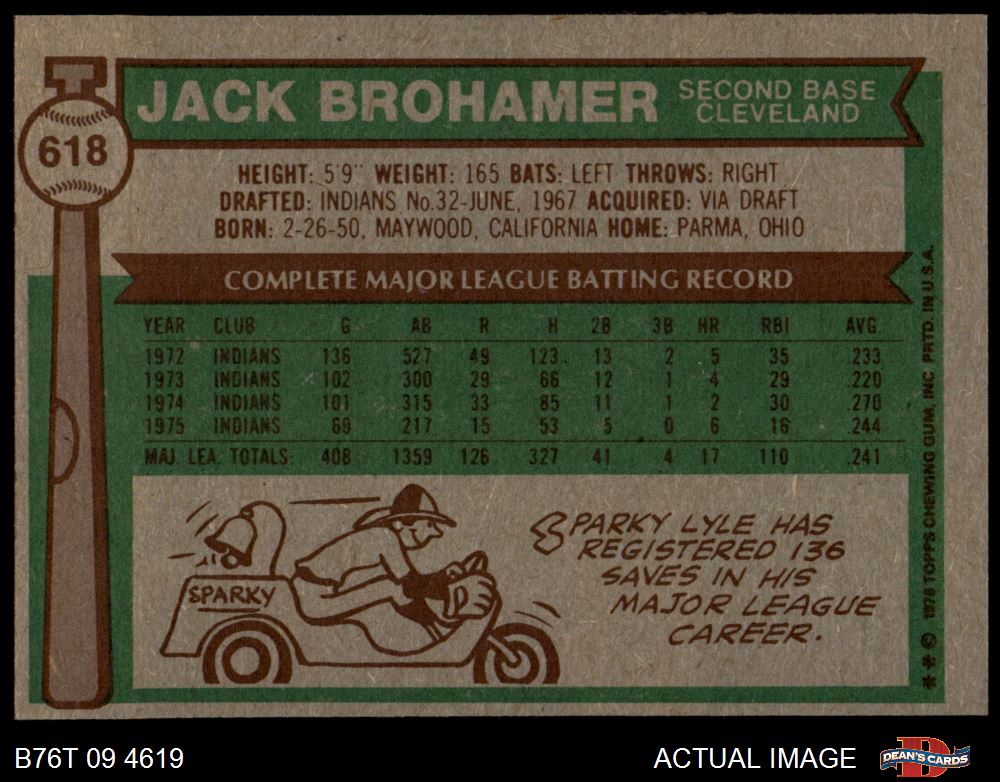 618
JACK BROHAMER
SECOND BASE
CLEVELAND
HEIGHT: 5'9" WEIGHT: 165 BATS: LEFT THROWS: RIGHT
DRAFTED: INDIANS No.32-JUNE, 1967 ACQUIRED: VIA DRAFT
BORN: 2-26-50, MAYWOOD, CALIFORNIA HOME: PARMA, OHIO
COMPLETE MAJOR LEAGUE BATTING RECORD
YEAR CLUB G AB R H 2B 3B HR RBI AVG.
1972 INDIANS 136 527 49 123 13 2 5 35 .233
1973 INDIANS 102 300 29 66 12 1 4 29 .220
1974 INDIANS 101 315 33 85 11 1 2 30 .270
1975 INDIANS 69 217 15 53 5 0 6 16 .244
MAJ. LEA. TOTALS: 408 1359 126 327 41 4 17 110 .241
SPARKY
SPARKY LYLE HAS
REGISTERED 136
SAVES IN HIS
MAJOR LEAGUE
CAREER.
** © 1976 TOPPS CHEWING GUM, INC. PRTD. IN U.S.A.
B76T 09 4619
ACTUAL IMAGE
D
DEAN'S CARDS